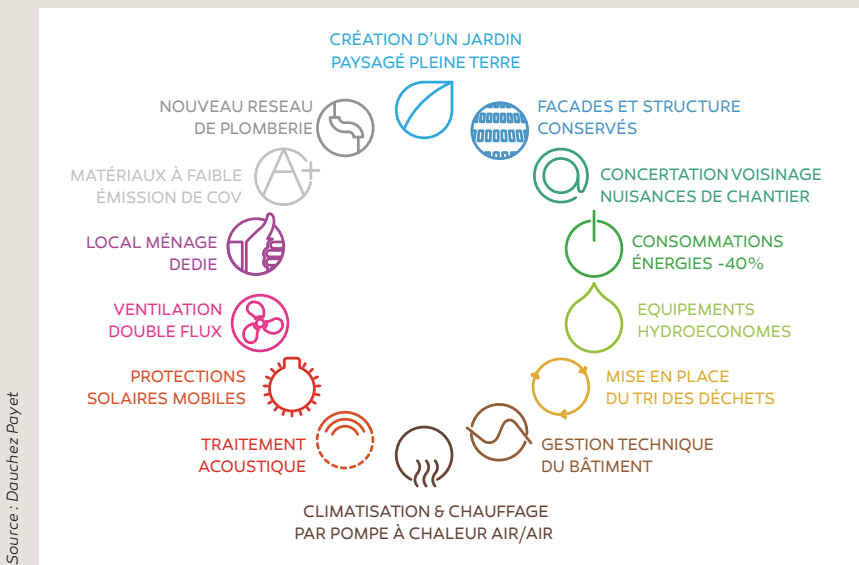 CRÉATION D'UN JARDIN
PAYSAGÉ PLEINE TERRE
FACADES ET STRUCTURE
CONSERVÉS
CONCERTATION VOISINAGE
NUISANCES DE CHANTIER
CONSOMMATIONS
ÉNERGIES -40%
EQUIPEMENTS
HYDROECONOMES
MISE EN PLACE
DU TRI DES DÉCHETS
GESTION TECHNIQUE
DU BÂTIMENT
CLIMATISATION & CHAUFFAGE
PAR POMPE À CHALEUR AIR/AIR
TRAITEMENT
ACOUSTIQUE
PROTECTIONS
SOLAIRES MOBILES
VENTILATION
DOUBLE FLUX
LOCAL MÉNAGE
DEDIE
MATÉRIAUX À FAIBLE
ÉMISSION DE COV
A+
NOUVEAU RESEAU
DE PLOMBERIE
Source : Dauchez Payet